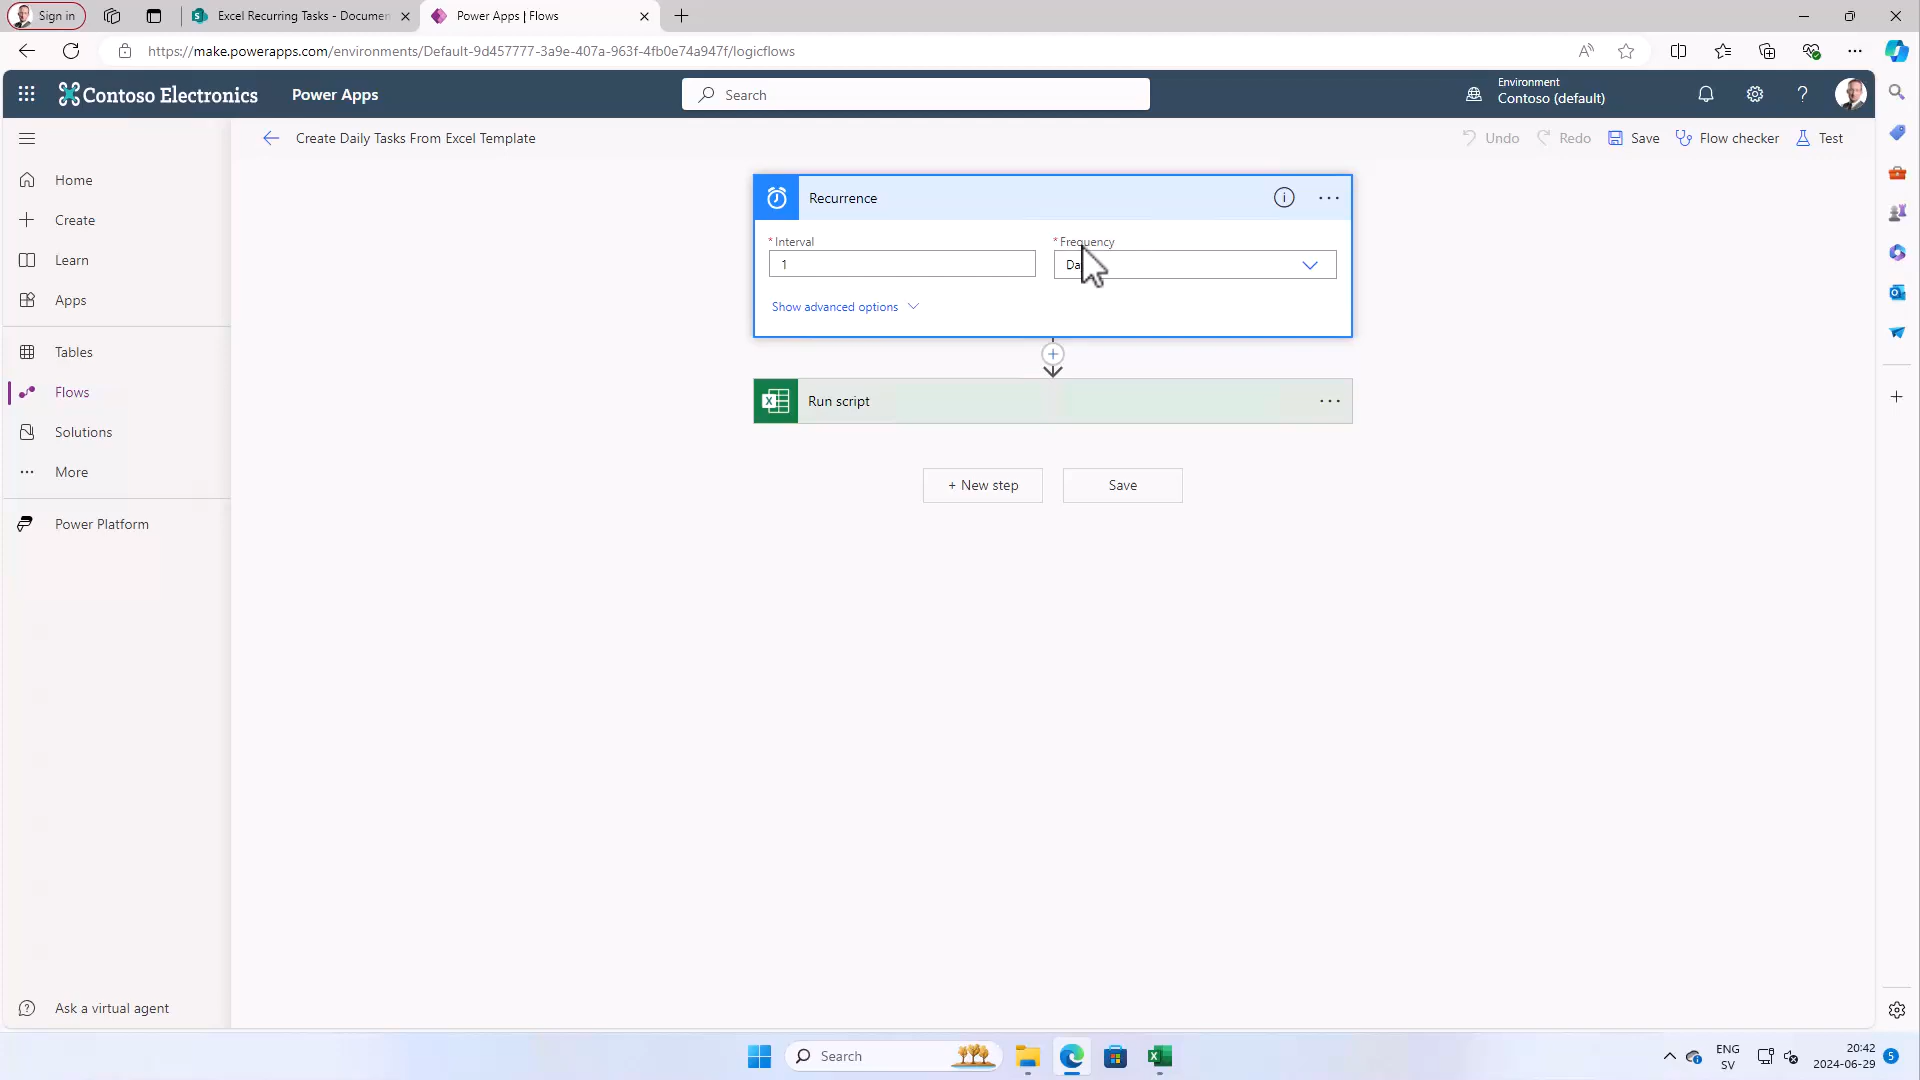 Sign in
Excel Recurring Tasks - Documen
Power Apps | Flows
https://make.powerapps.com/environments/Default-9d457777-3a9e-407a-963f-4fb0e74a947f/logicflows
Contoso Electronics
Power Apps
Search
Environment
Contoso (default)
Create Daily Tasks From Excel Template
Undo
Redo
Save
Flow checker
Test
Home
Create
Learn
Apps
Tables
Flows
Solutions
More
Power Platform
Ask a virtual agent
Recurrence
* Interval
* Frequency
1
Da
Show advanced options
Run script
+ New step
Save
Search
ENG
SV
20:42
2024-06-29
5